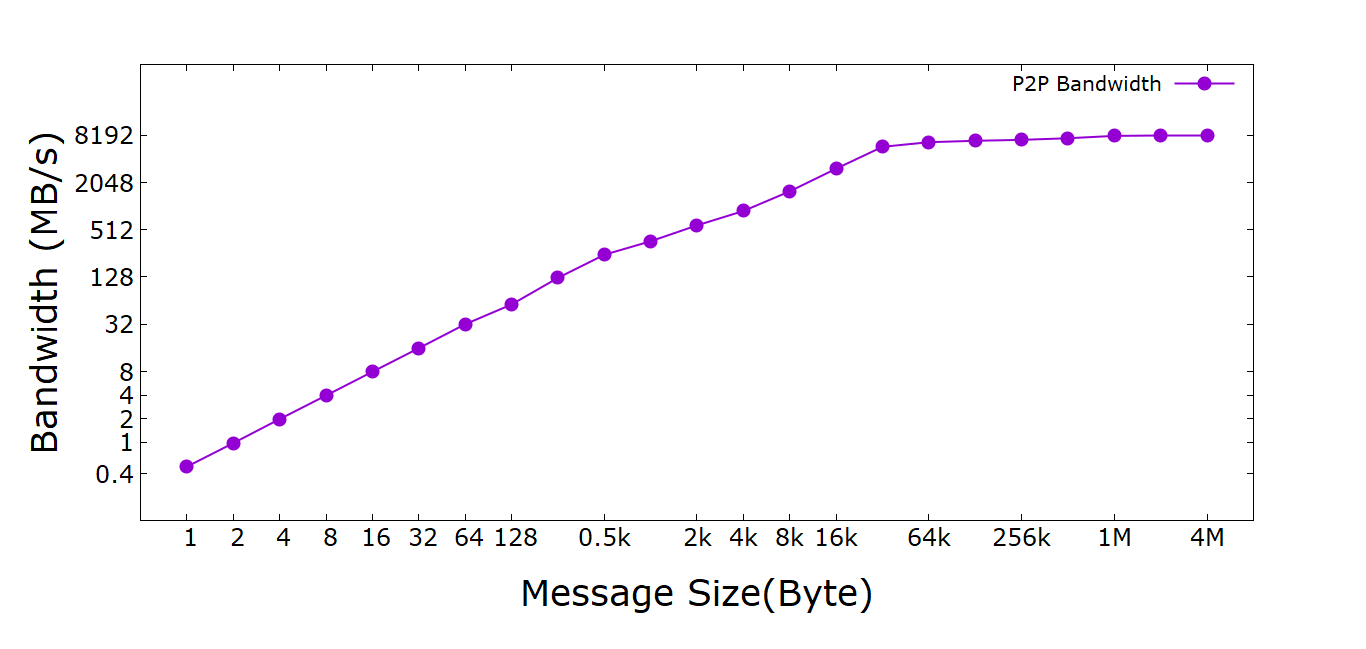 P2P Bandwidth
Bandwidth (MB/s)
8192
2048
512
128
32
8
4
2
1
0.4
1 2 4 8 16 32 64 128 0.5k 2k 4k 8k 16k 64k 256k 1M 4M
Message Size(Byte)